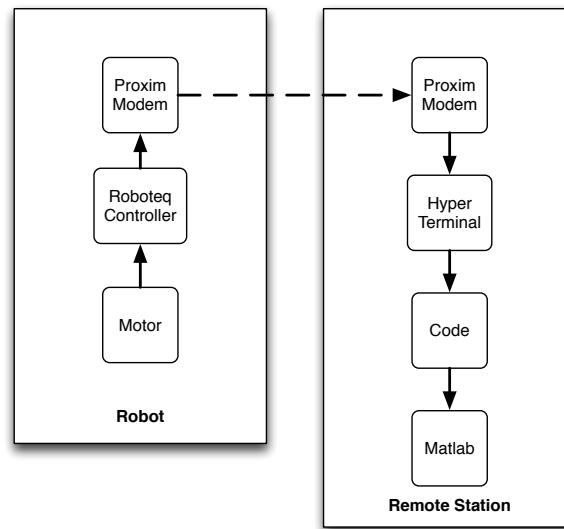 Proxim
Modem
Roboteq
Controller
Motor
Robot
Proxim
Modem
Hyper
Terminal
Code
Matlab
Remote Station